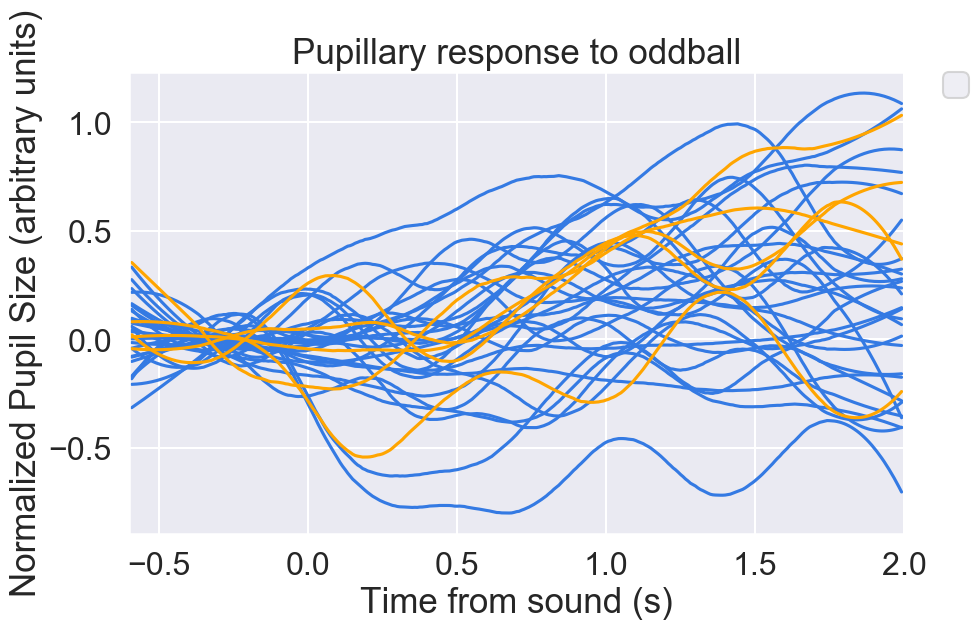 Pupillary response to oddball
Normalized Pupil Size (arbitrary units)
1.0
0.5
0.0
−0.5
−0.5 0.0 0.5 1.0 1.5 2.0
Time from sound (s)